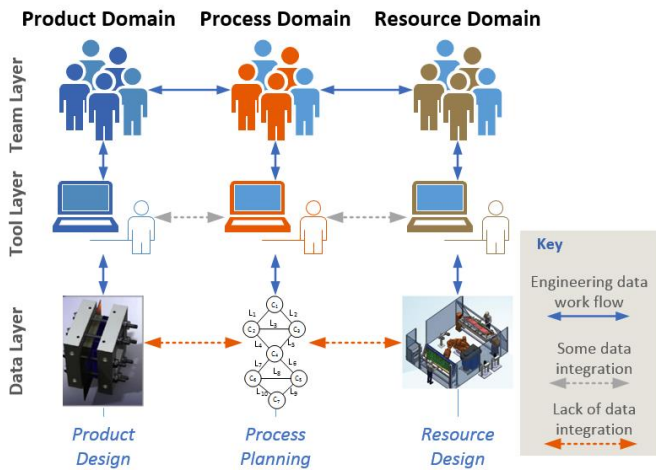 Product Domain Process Domain Resource Domain
Team Layer
Tool Layer
Data Layer
Key
Engineering data
work flow
Some data
integration
Lack of data
integration
C1
L1 L2
L3
C2 C3
L4 L5
C4
L7 L6
L8
C6 C5
L10 L9
C7
Product
Design
Process
Planning
Resource
Design